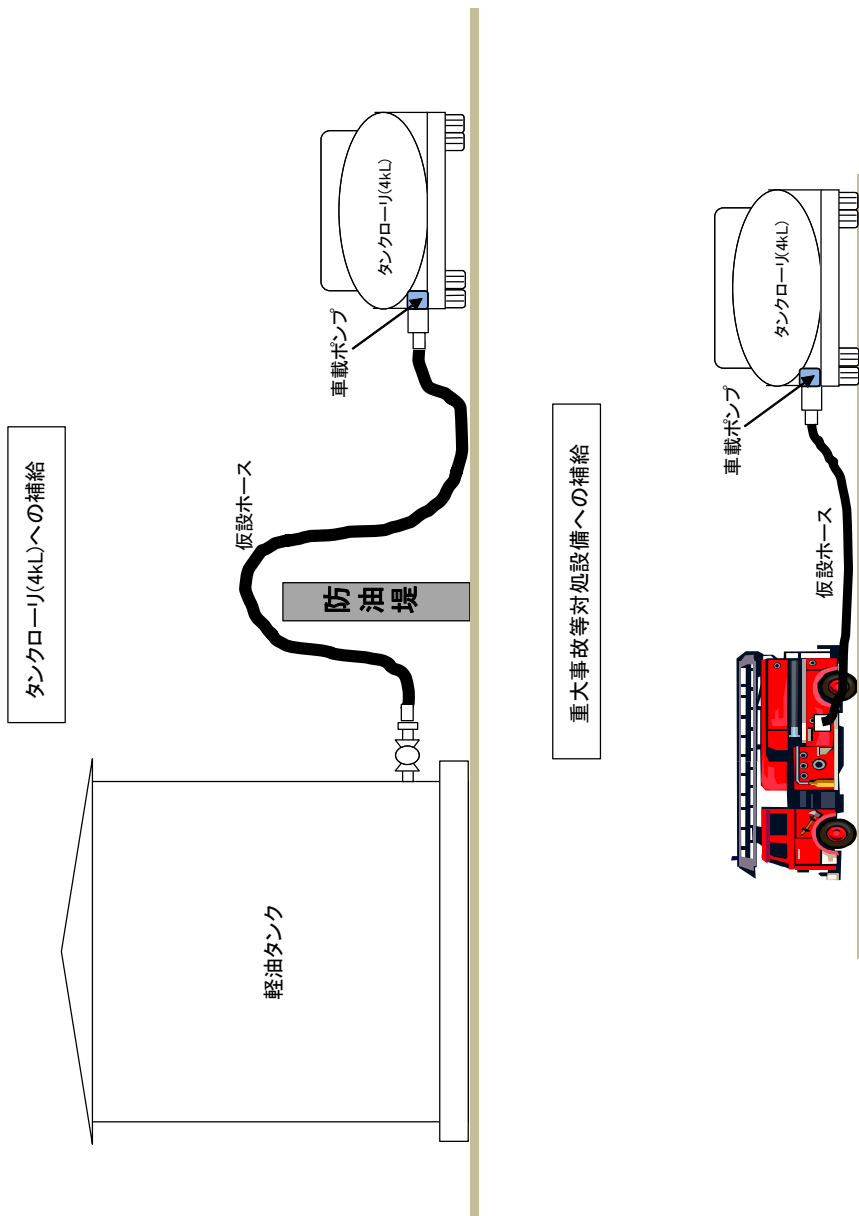 タンクローリ(4kL)への補給
軽油タンク
防油堤
仮設ホース
車載ポンプ
タンクローリ(4kL)
重大事故等対処設備への補給
仮設ホース
車載ポンプ
タンクローリ(4kL)